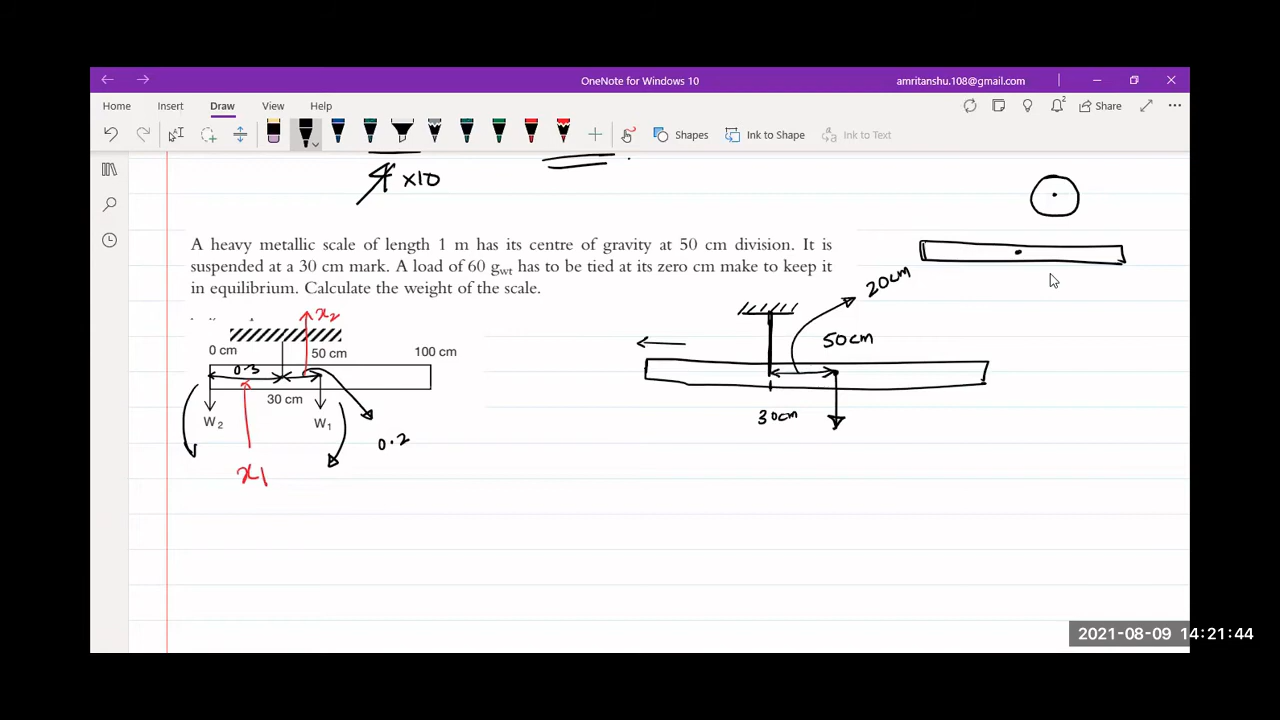 OneNote for Windows 10
amritanshu.108@gmail.com
Home Insert Draw View Help
2
Share
Shapes
Ink to Shape
Ink to Text
x10
A heavy metallic scale of length 1 m has its centre of gravity at 50 cm division. It is
suspended at a 30 cm mark. A load of 60 gwt has to be tied at its zero cm make to keep it
in equilibrium. Calculate the weight of the scale.
x2
0 cm 50 cm 100 cm
0.3
30 cm
W2 W1
0.2
x1
20cm
50cm
30cm
2021-08-09 14:21:44